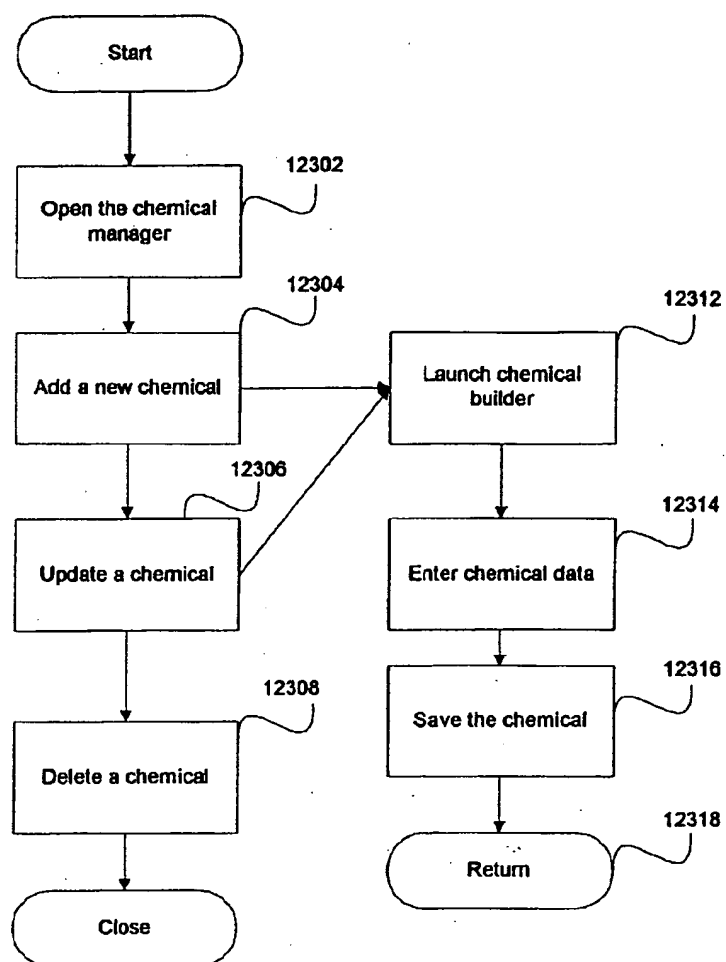 Start
12302
Open the chemical
manager
12304
Add a new chemical
12306
Update a chemical
12308
Delete a chemical
Close
12312
Launch chemical
builder
12314
Enter chemical data
12316
Save the chemical
12318
Return